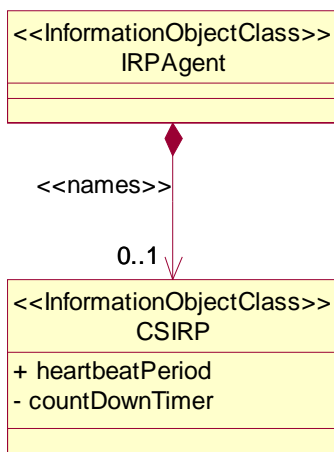 <<InformationObjectClass>>
IRPAgent
<<names>>
0..1
<<InformationObjectClass>>
CSIRP
+ heartbeatPeriod
- countDownTimer